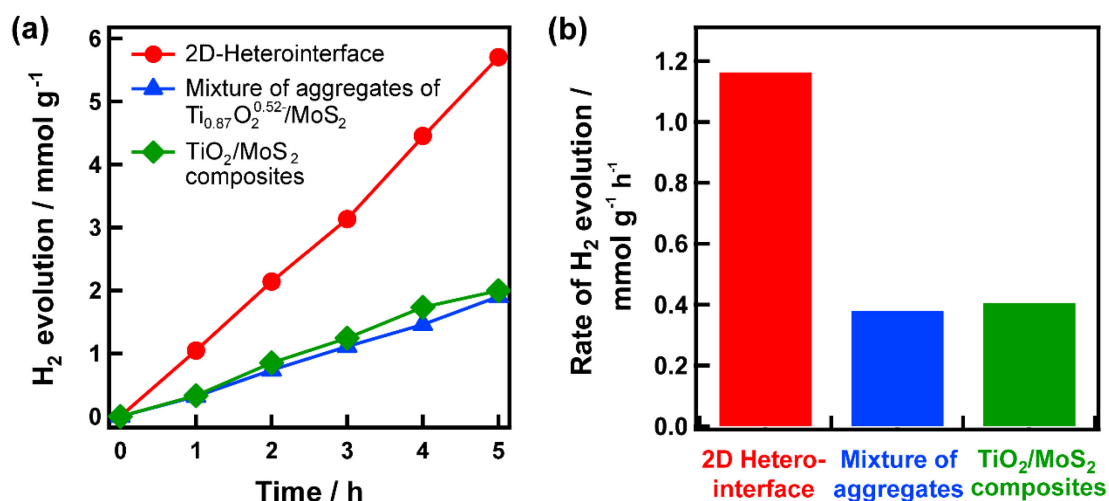 (a)
H₂ evolution / mmol g⁻¹
6
5
4
3
2
1
0
2D-Heterointerface
Mixture of aggregates of
Ti₀.₈₇O₂⁰·⁵²⁻/MoS₂
TiO₂/MoS₂
composites
0 1 2 3 4 5
Time / h
(b)
Rate of H₂ evolution /
mmol g⁻¹ h⁻¹
1.2
1.0
0.8
0.6
0.4
0.2
0.0
2D Hetero-
interface
Mixture of
aggregates
TiO₂/MoS₂
composites